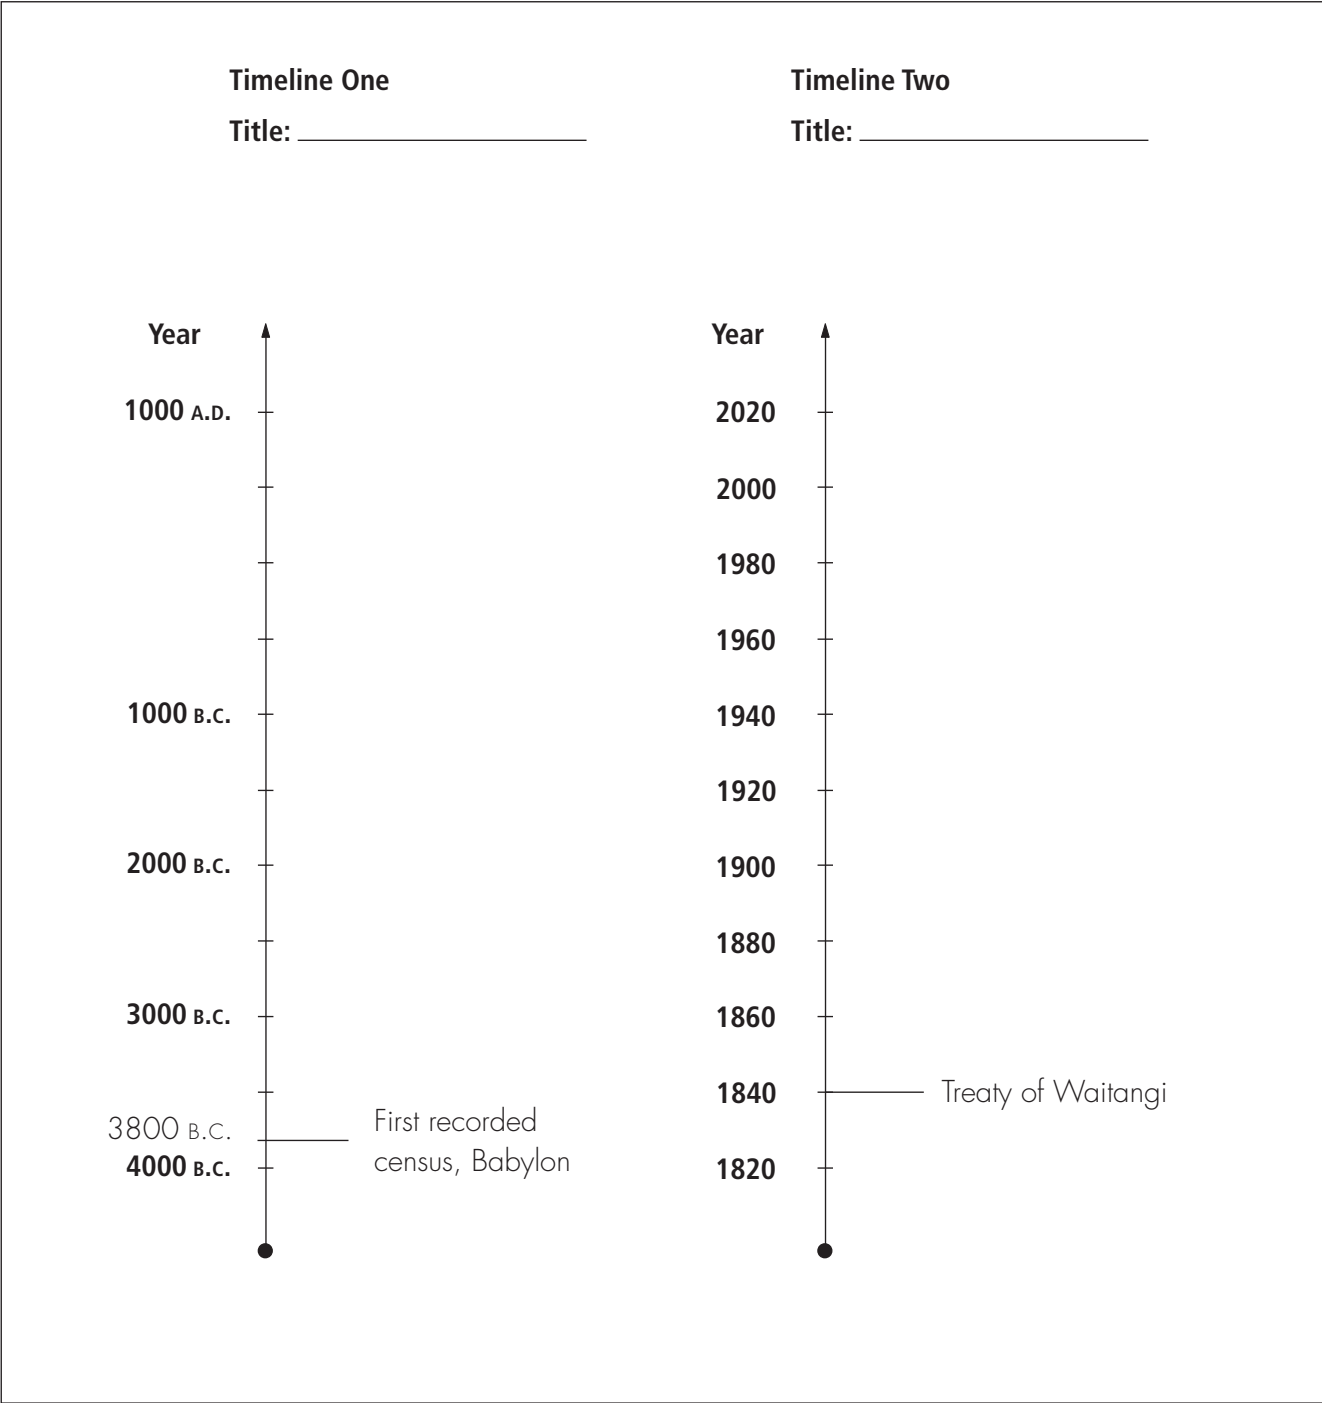 Timeline One
Title:
Year
1000 A.D.
1000 B.C.
2000 B.C.
3000 B.C.
3800 B.C.
4000 B.C.
First recorded
census, Babylon
Timeline Two
Title:
Year
2020
2000
1980
1960
1940
1920
1900
1880
1860
1840
1820
Treaty of Waitangi